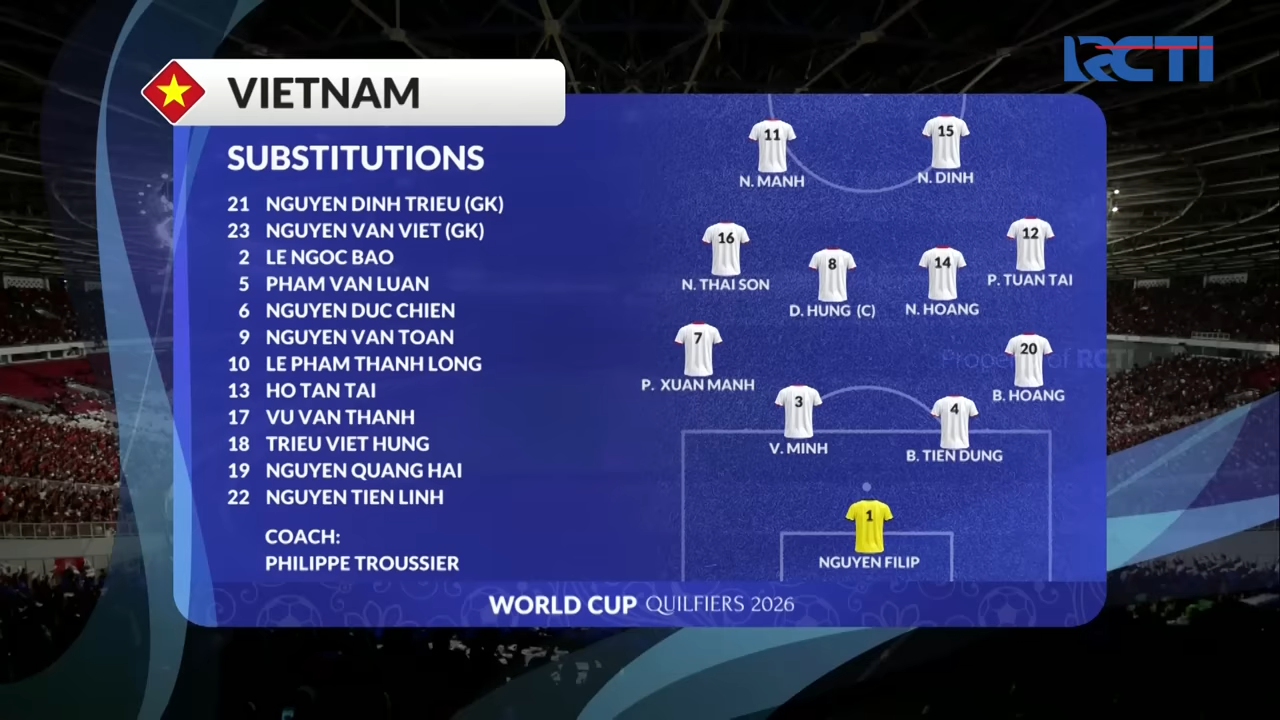 RCTI
VIETNAM
SUBSTITUTIONS
21 NGUYEN DINH TRIEU (GK)
23 NGUYEN VAN VIET (GK)
2 LE NGOC BAO
5 PHAM VAN LUAN
6 NGUYEN DUC CHIEN
9 NGUYEN VAN TOAN
10 LE PHAM THANH LONG
13 HO TAN TAI
17 VU VAN THANH
18 TRIEU VIET HUNG
19 NGUYEN QUANG HAI
22 NGUYEN TIEN LINH
COACH:
PHILIPPE TROUSSIER
11
N. MANH
15
N. DINH
16
N. THAI SON
8
D. HUNG (C)
14
N. HOANG
12
P. TUAN TAI
7
P. XUAN MANH
3
V. MINH
4
B. TIEN DUNG
20
B. HOANG
Property of RCTI
1
NGUYEN FILIP
WORLD CUP QUILFIERS 2026